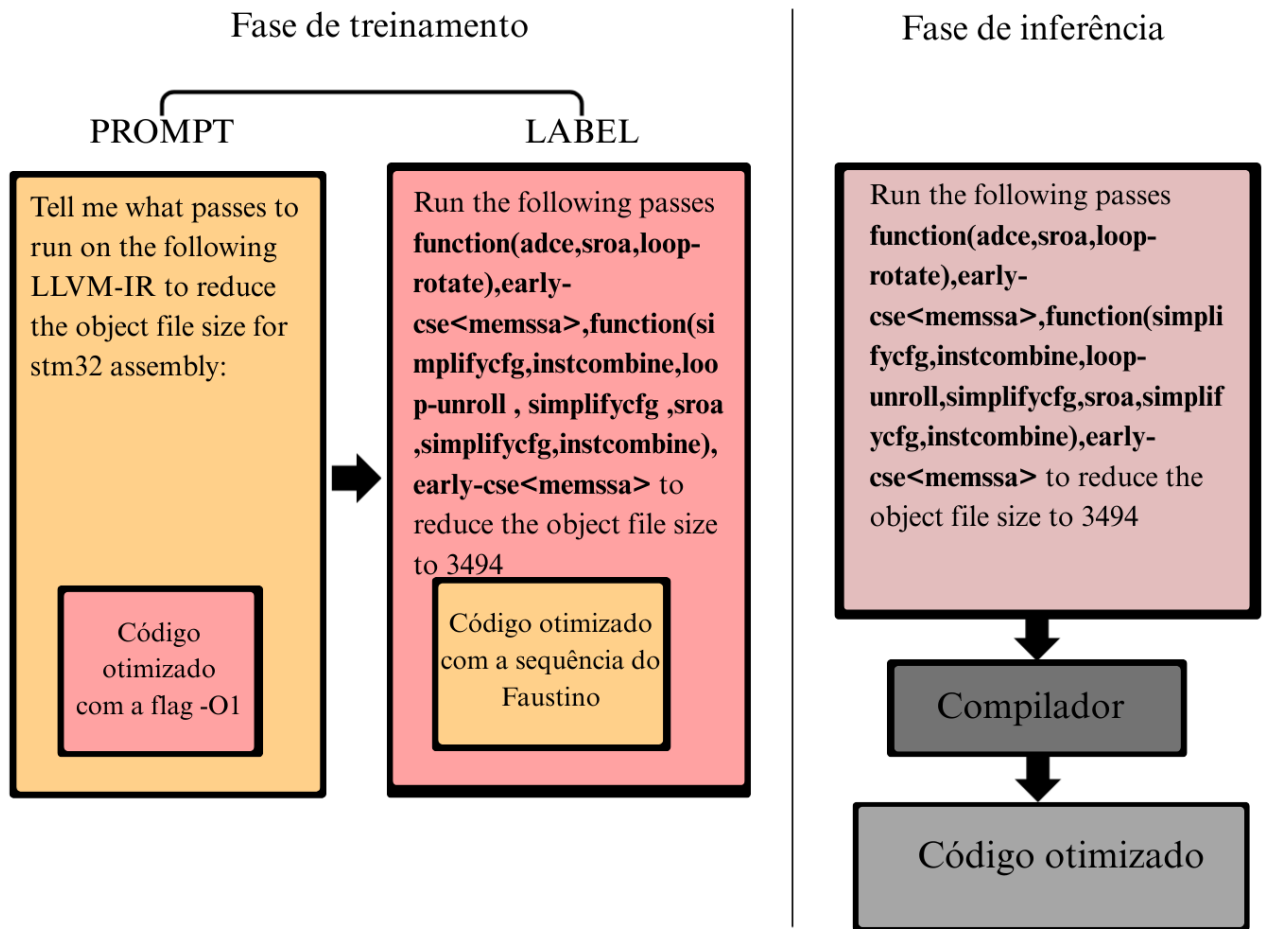 Fase de treinamento
PROMPT
LABEL
Tell me what passes to
run on the following
LLVM-IR to reduce
the object file size for
stm32 assembly:
Código
otimizado
com a flag -O1
Run the following passes
function(adce,sroa,loop-
rotate),early-
cse<memssa>,function(si
mplifycfg,instcombine,loo
p-unroll , simplifycfg ,sroa
,simplifycfg,instcombine),
early-cse<memssa> to
reduce the object file size
to 3494
Código otimizado
com a sequência do
Faustino
Fase de inferência
Run the following passes
function(adce,sroa,loop-
rotate),early-
cse<memssa>,function(simpli
fycfg,instcombine,loop-
unroll,simplifycfg,sroa,simplif
ycfg,instcombine),early-
cse<memssa> to reduce the
object file size to 3494
Compilador
Código otimizado